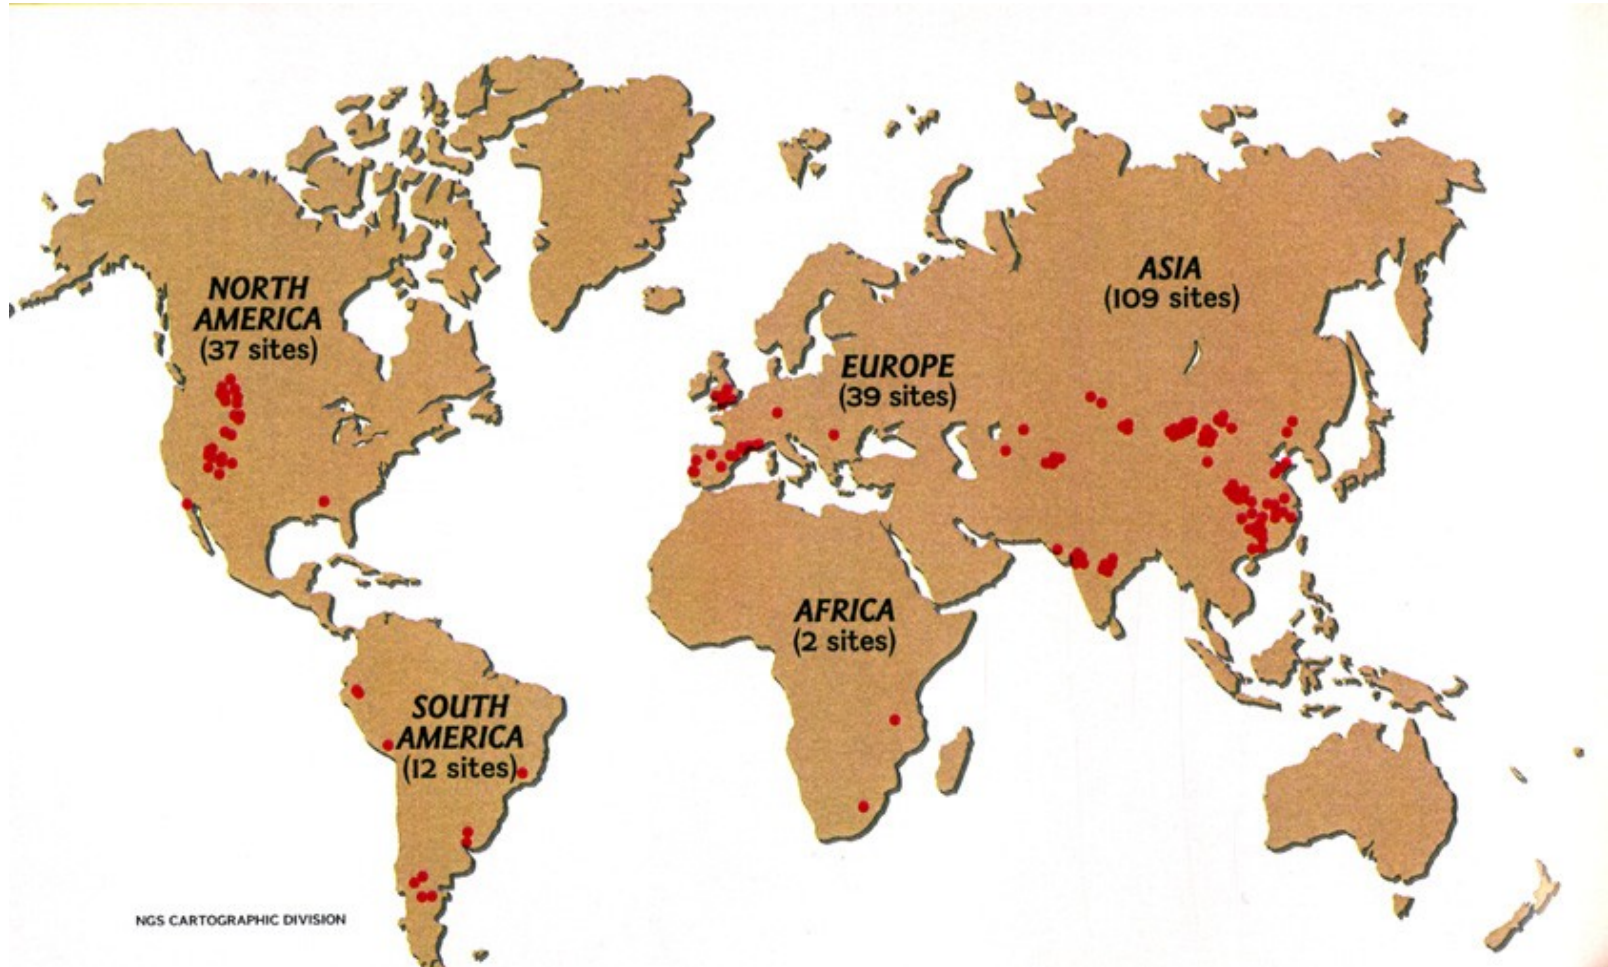 NORTH
AMERICA
(37 sites)
ASIA
(109 sites)
EUROPE
(39 sites)
AFRICA
(2 sites)
SOUTH
AMERICA
(12 sites)
NGS CARTOGRAPHIC DIVISION